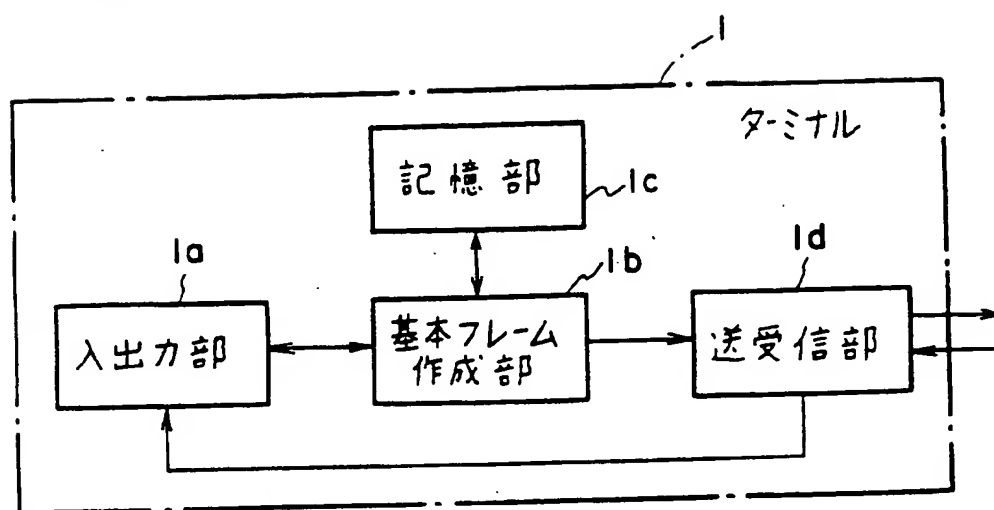 1
ターミナル
記憶部
1c
1a
1b
1d
入出力部
基本フレーム
作成部
送受信部